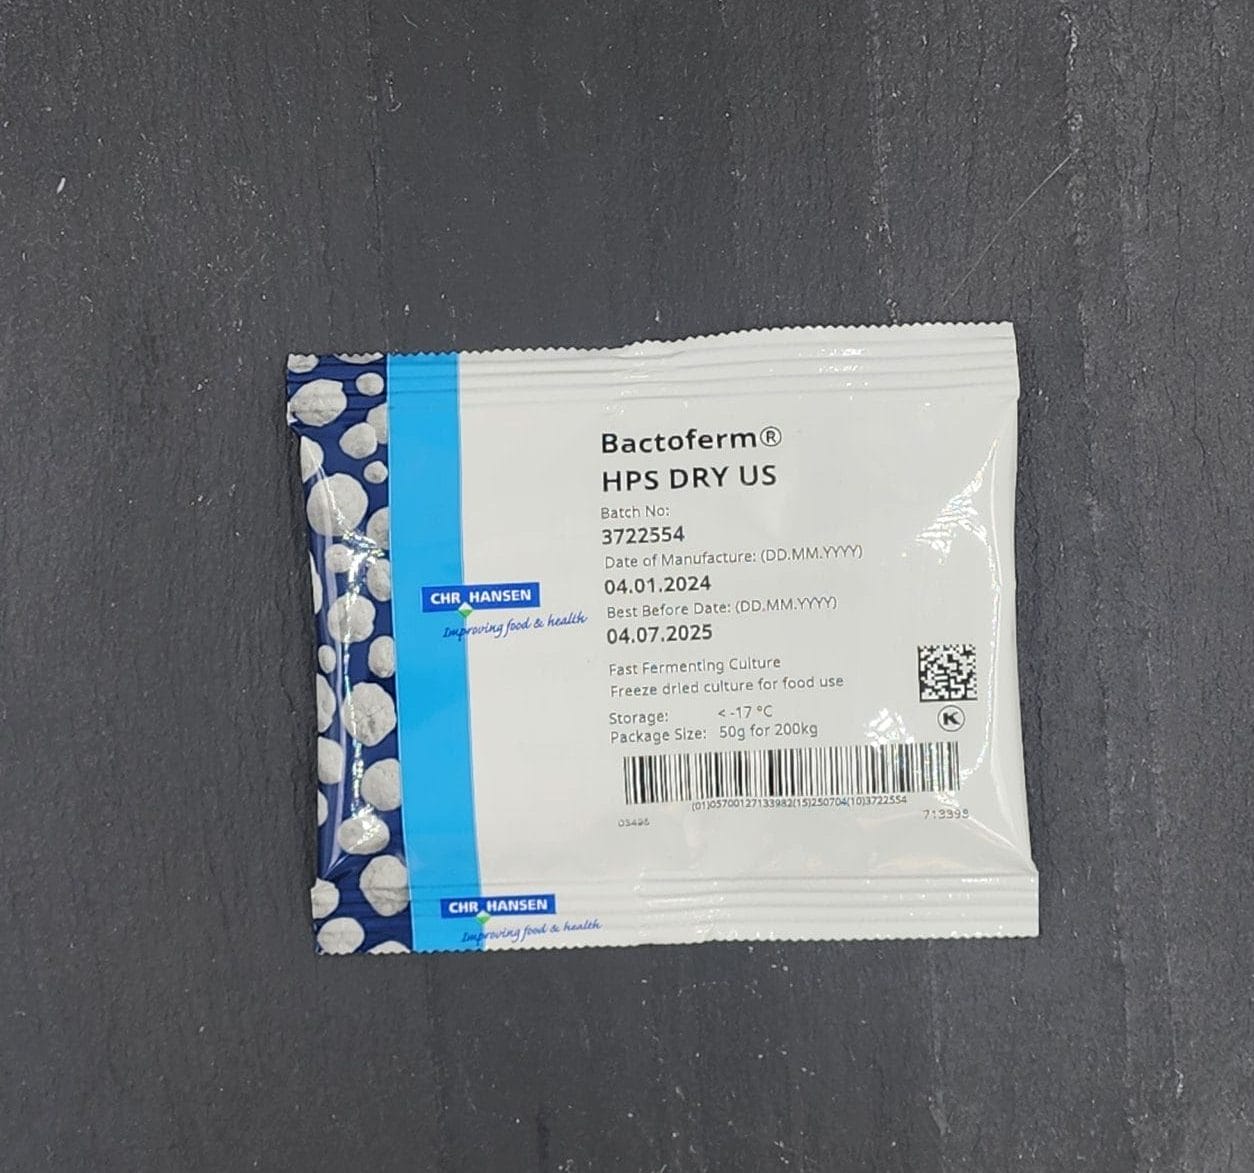 Bactoferm®
HPS DRY US
Batch No:
3722554
Date of Manufacture: (DD.MM.YYYY)
04.01.2024
Best Before Date: (DD.MM.YYYY)
04.07.2025
Fast Fermenting Culture
Freeze dried culture for food use
Storage: < -17 °C
Package Size: 50g for 200kg
K
(01)05700127133982(15)250704(10)3722554
713398
CHR HANSEN
Improving food & health
CHR HANSEN
Improving food & health